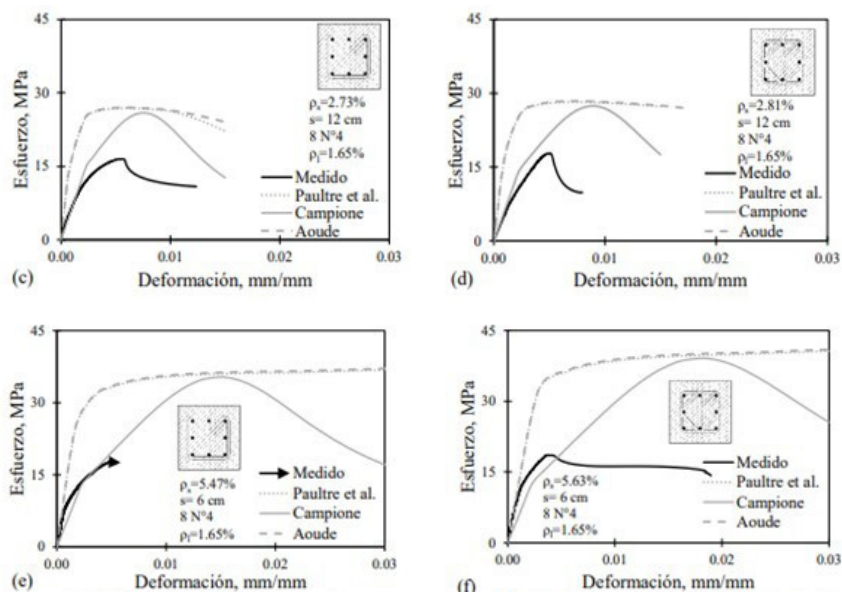 45
30
15
0
Esfuerzo, MPa
ρs=2.73%
s= 12 cm
8 N°4
ρl=1.65%
Medido
Paultre et al.
Campione
Aoude
0.00
0.01
0.02
0.03
(c)
Deformación, mm/mm
45
30
15
0
Esfuerzo, MPa
ρs=2.81%
s= 12 cm
8 N°4
ρl=1.65%
Medido
Paultre et al.
Campione
Aoude
0.00
0.01
0.02
0.03
(d)
Deformación, mm/mm
45
30
15
0
Esfuerzo, MPa
ρs=5.47%
s= 6 cm
8 N°4
ρl=1.65%
Medido
Paultre et al.
Campione
Aoude
0.00
0.01
0.02
0.03
(e)
Deformación, mm/mm
45
30
15
0
Esfuerzo, MPa
ρs=5.63%
s= 6 cm
8 N°4
ρl=1.65%
Medido
Paultre et al.
Campione
Aoude
0.00
0.01
0.02
0.03
(f)
Deformación, mm/mm